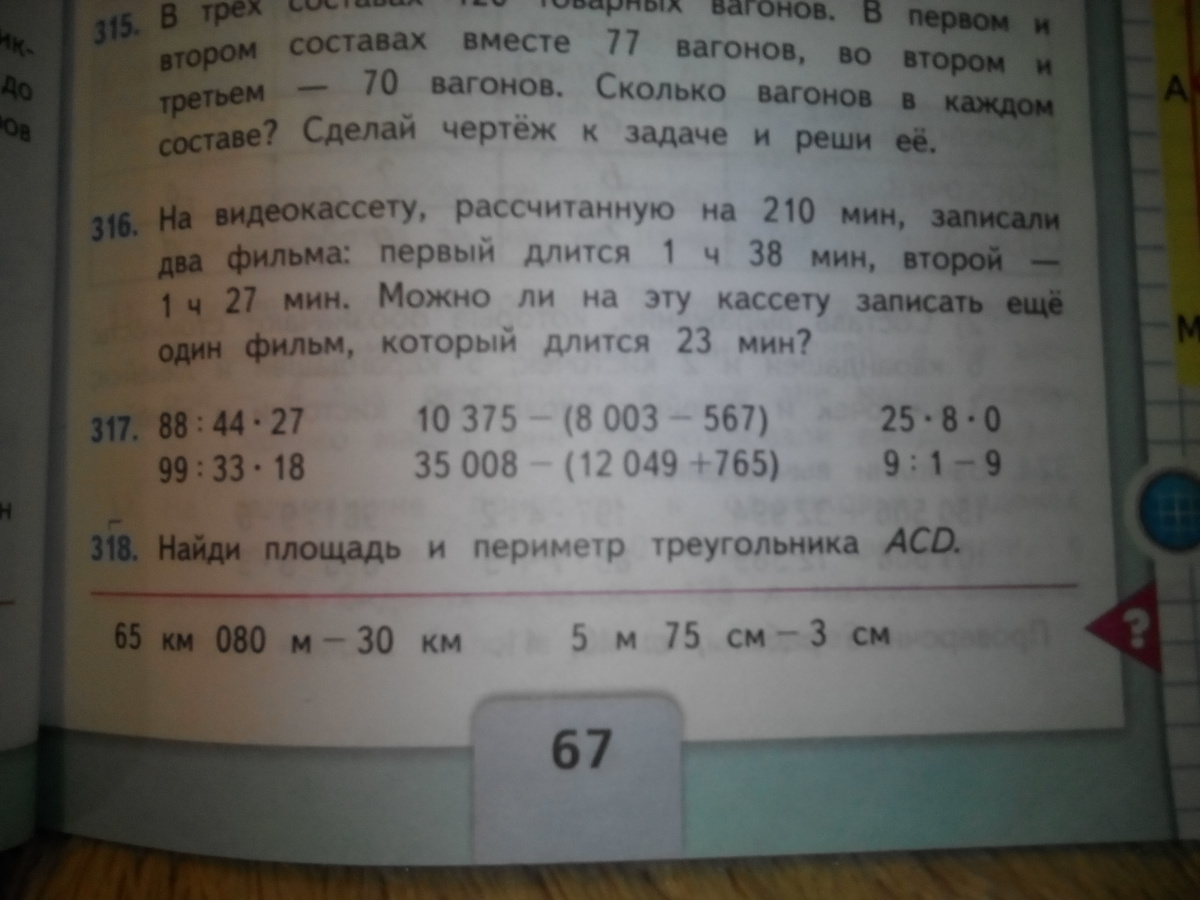 315. В трёх составах 120 товарных вагонов. В первом и
втором составах вместе 77 вагонов, во втором и
третьем — 70 вагонов. Сколько вагонов в каждом
составе? Сделай чертёж к задаче и реши её.
316. На видеокассету, рассчитанную на 210 мин, записали
два фильма: первый длится 1 ч 38 мин, второй —
1 ч 27 мин. Можно ли на эту кассету записать ещё
один фильм, который длится 23 мин?
317. 88 : 44 · 27 10 375 − (8 003 − 567) 25 · 8 · 0
99 : 33 · 18 35 008 − (12 049 +765) 9 : 1 − 9
318. Найди площадь и периметр треугольника ACD.
65 км 080 м − 30 км 5 м 75 см − 3 см
?
67
ик-
до
ов
н
А
М